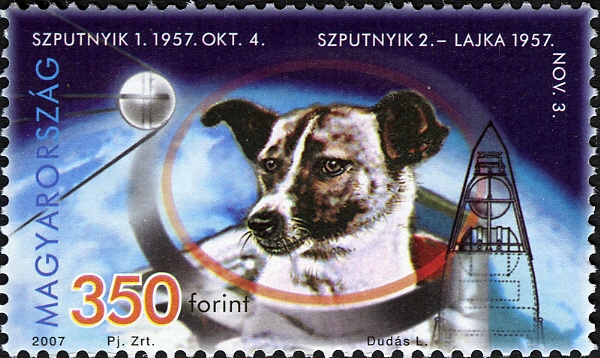 SZPUTNYIK 1. 1957. OKT. 4.
SZPUTNYIK 2. – LAJKA 1957.
NOV. 3.
MAGYARORSZÁG
350 forint
2007
Pj. Zrt.
Dudás L.